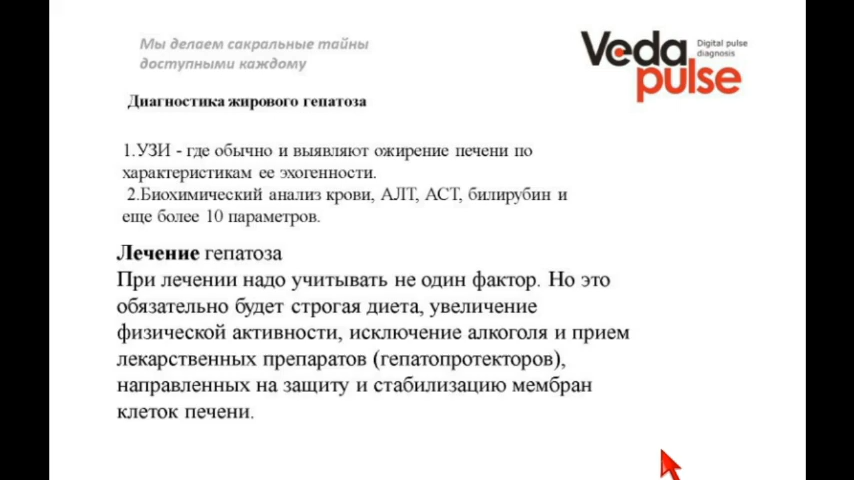 Мы делаем сакральные тайны
доступными каждому
Veda
pulse
Digital pulse
diagnosis
Диагностика жирового гепатоза
1.УЗИ - где обычно и выявляют ожирение печени по
характеристикам ее эхогенности.
2.Биохимический анализ крови, АЛТ, АСТ, билирубин и
еще более 10 параметров.
Лечение гепатоза
При лечении надо учитывать не один фактор. Но это
обязательно будет строгая диета, увеличение
физической активности, исключение алкоголя и прием
лекарственных препаратов (гепатопротекторов),
направленных на защиту и стабилизацию мембран
клеток печени.